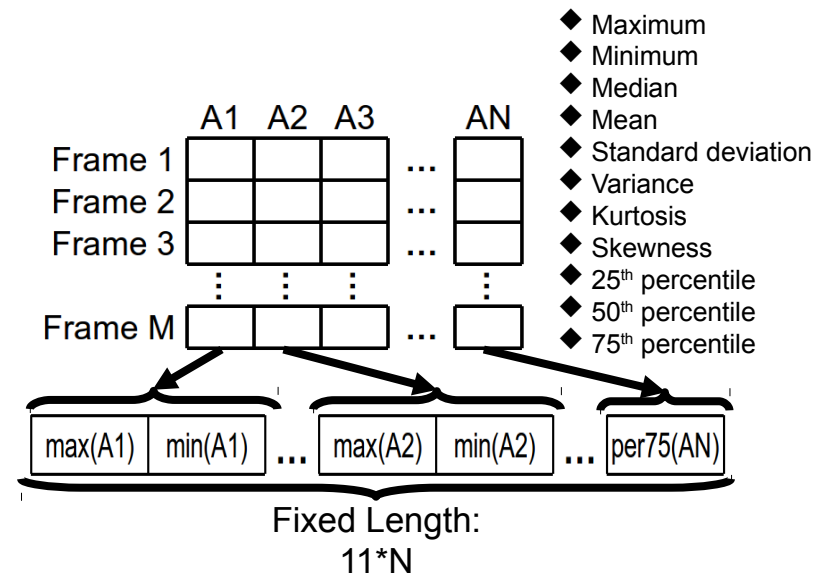 ◆ Maximum
◆ Minimum
◆ Median
◆ Mean
◆ Standard deviation
◆ Variance
◆ Kurtosis
◆ Skewness
◆ 25th percentile
◆ 50th percentile
◆ 75th percentile
A1 A2 A3 AN
Frame 1 ...
Frame 2 ...
Frame 3 ...
⋮ ⋮ ⋮ ⋮
Frame M ...
max(A1) min(A1) ... max(A2) min(A2) ... per75(AN)
Fixed Length:
11*N